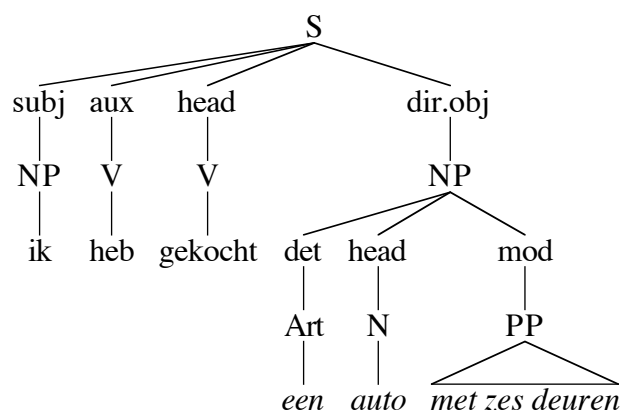 S
subj aux head dir.obj
NP V V NP
ik heb gekocht det head mod
Art N PP
een auto met zes deuren